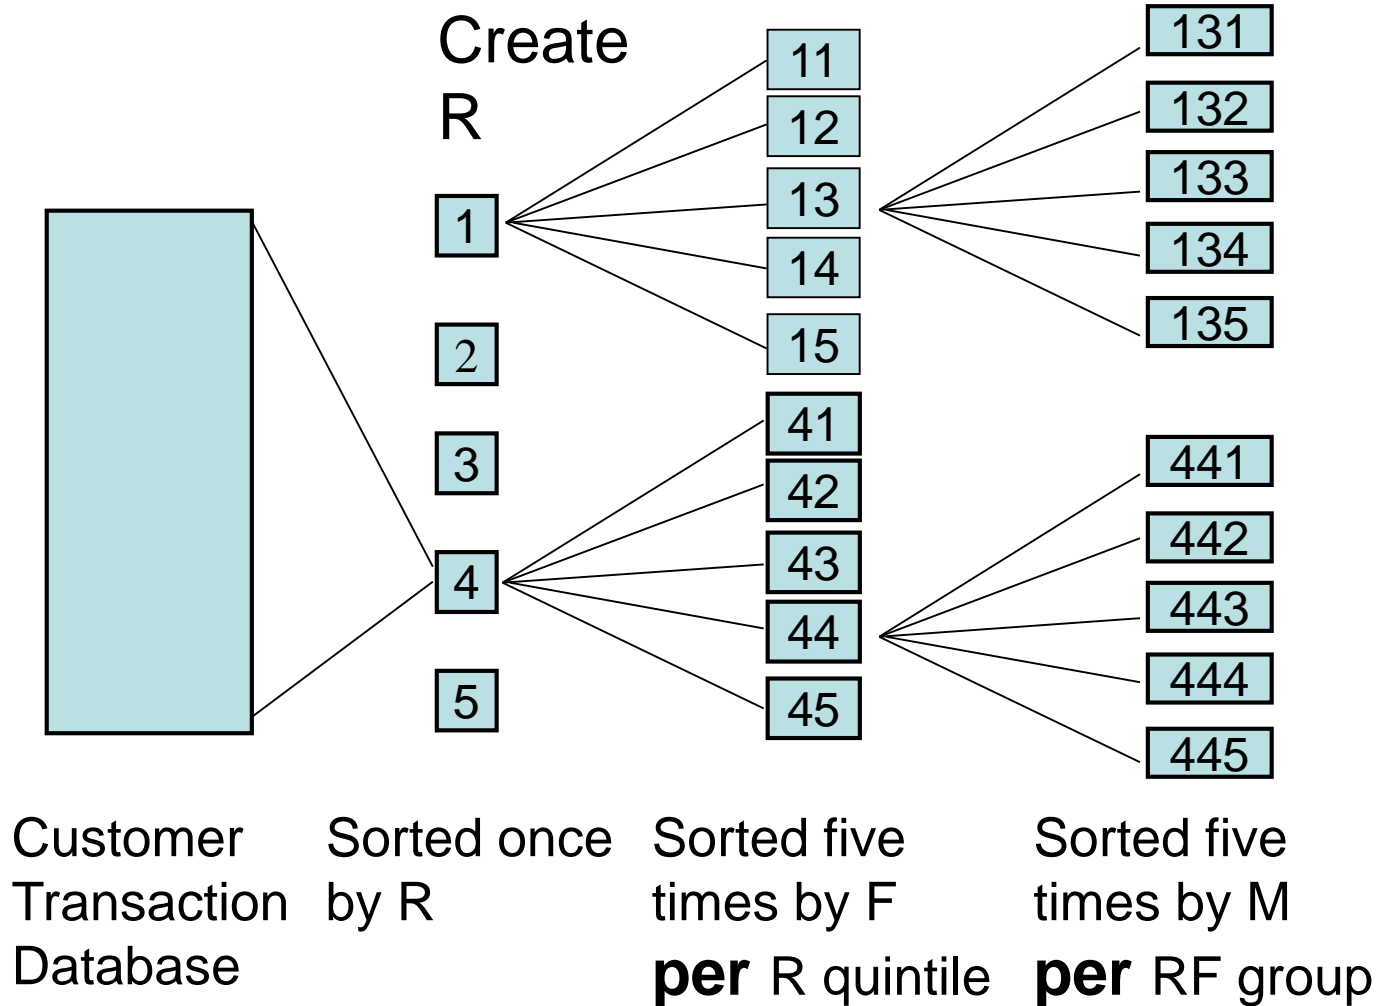 Create
R
1
2
3
4
5
11
12
13
14
15
41
42
43
44
45
131
132
133
134
135
441
442
443
444
445
Customer
Transaction
Database
Sorted once
by R
Sorted five
times by F
per R quintile
Sorted five
times by M
per RF group